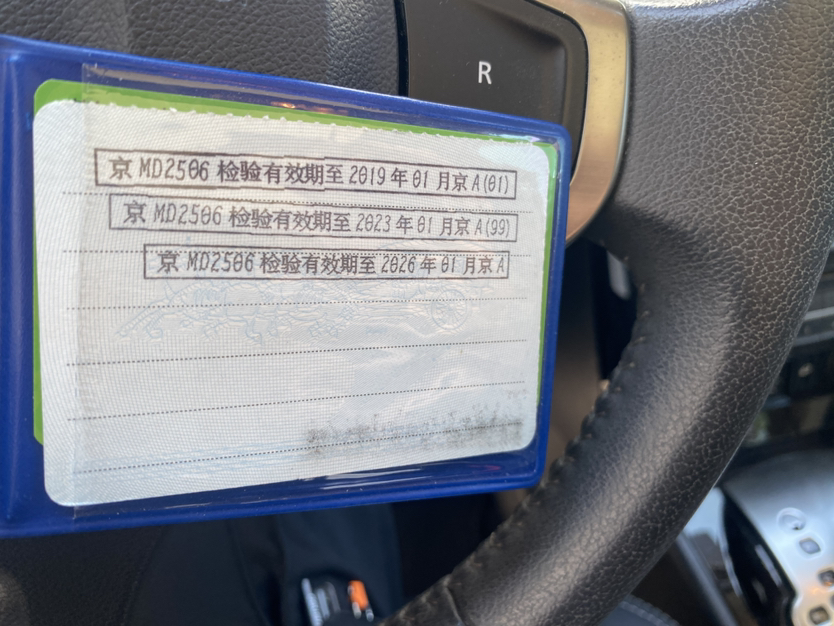 R
京 MD2506 检验有效期至 2019 年 01 月京 A(01)
京 MD2506 检验有效期至 2023 年 01 月京 A(99)
京 MD2506 检验有效期至 2026 年 01 月京 A